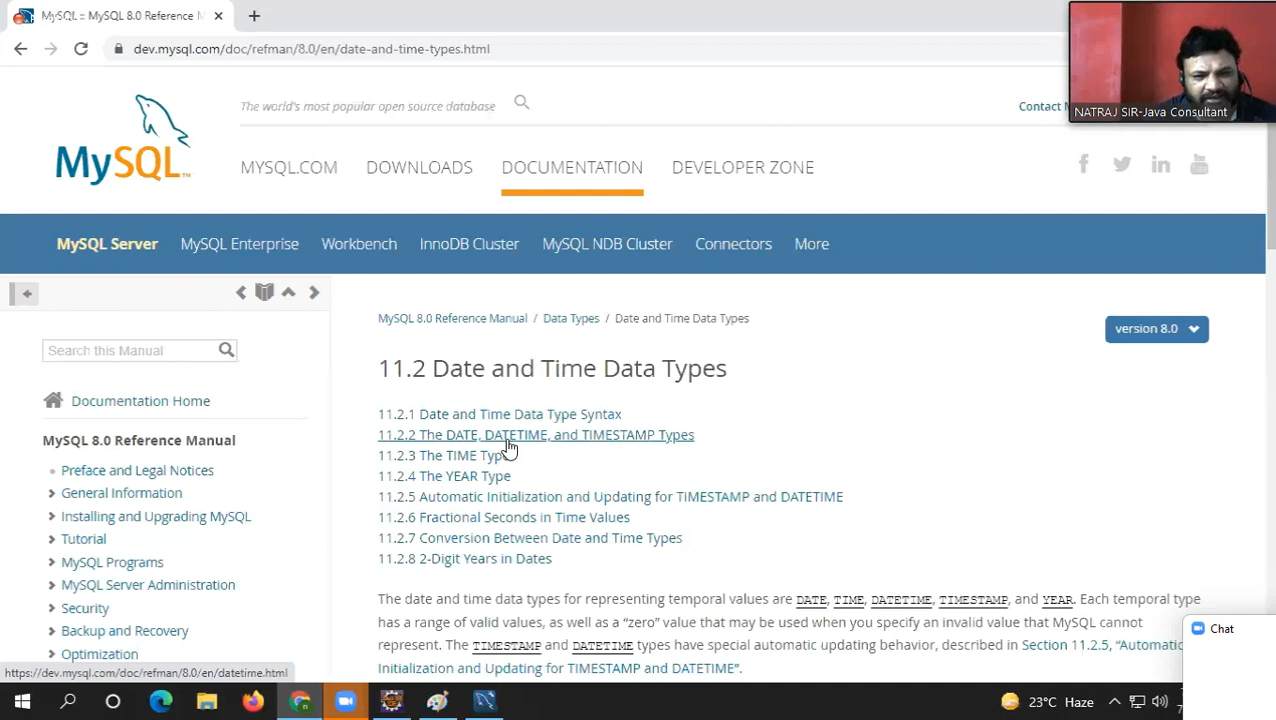 MySQL :: MySQL 8.0 Reference M
dev.mysql.com/doc/refman/8.0/en/date-and-time-types.html
NATRAJ SIR-Java Consultant
MySQL™
The world's most popular open source database
Contact
MYSQL.COM DOWNLOADS DOCUMENTATION DEVELOPER ZONE
MySQL Server MySQL Enterprise Workbench InnoDB Cluster MySQL NDB Cluster Connectors More
Search this Manual
Documentation Home
MySQL 8.0 Reference Manual
Preface and Legal Notices
General Information
Installing and Upgrading MySQL
Tutorial
MySQL Programs
MySQL Server Administration
Security
Backup and Recovery
Optimization
MySQL 8.0 Reference Manual / Data Types / Date and Time Data Types
version 8.0
11.2 Date and Time Data Types
11.2.1 Date and Time Data Type Syntax
11.2.2 The DATE, DATETIME, and TIMESTAMP Types
11.2.3 The TIME Typ
11.2.4 The YEAR Type
11.2.5 Automatic Initialization and Updating for TIMESTAMP and DATETIME
11.2.6 Fractional Seconds in Time Values
11.2.7 Conversion Between Date and Time Types
11.2.8 2-Digit Years in Dates
The date and time data types for representing temporal values are DATE, TIME, DATETIME, TIMESTAMP, and YEAR. Each temporal type
has a range of valid values, as well as a “zero” value that may be used when you specify an invalid value that MySQL cannot
represent. The TIMESTAMP and DATETIME types have special automatic updating behavior, described in Section 11.2.5, “Automatic
Initialization and Updating for TIMESTAMP and DATETIME”.
Chat
https://dev.mysql.com/doc/refman/8.0/en/datetime.html
23°C Haze